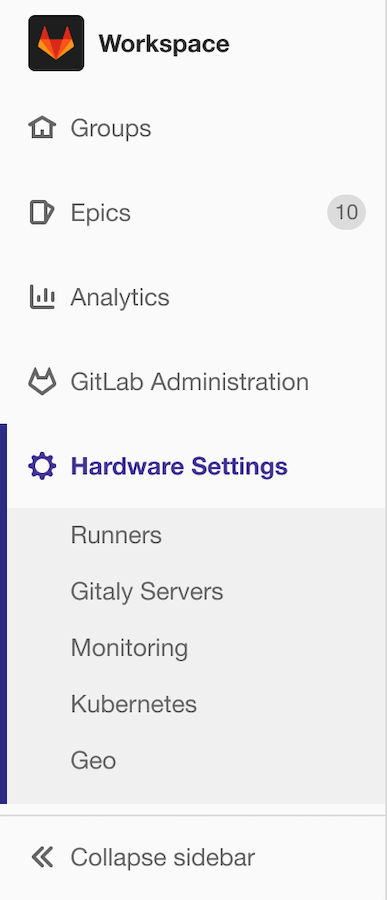 Workspace
Groups
Epics 10
Analytics
GitLab Administration
Hardware Settings
Runners
Gitaly Servers
Monitoring
Kubernetes
Geo
Collapse sidebar